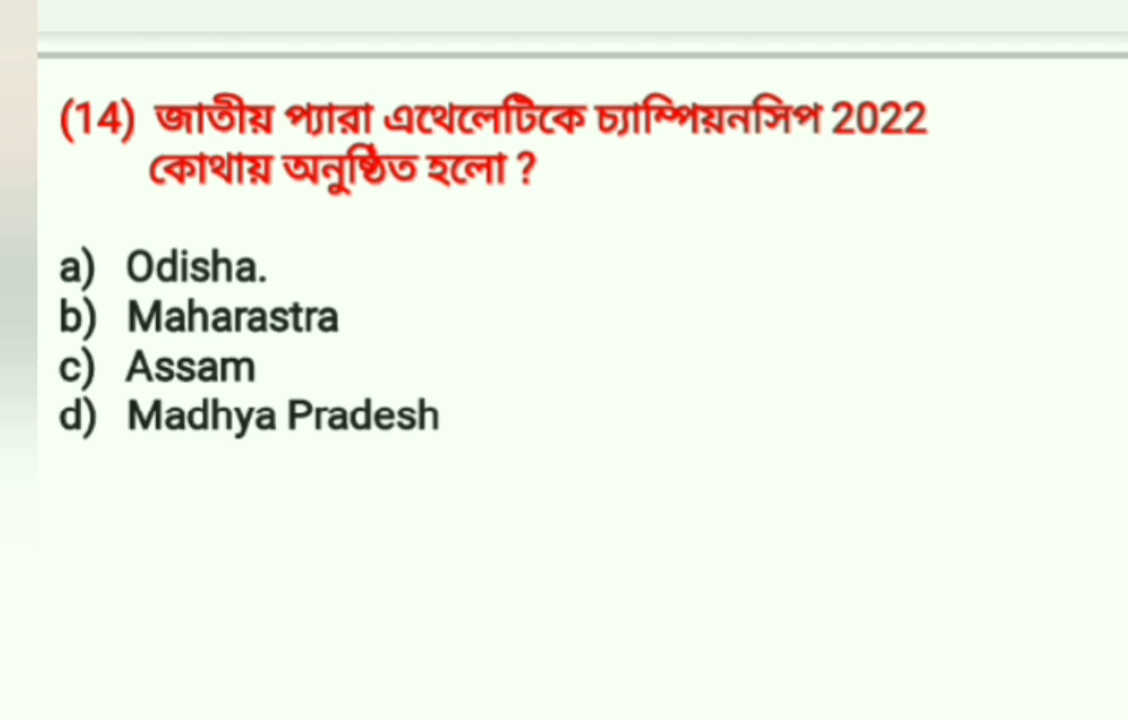 (14) জাতীয় প্যারা এথেলেটিকে চ্যাম্পিয়নসিপ 2022
কোথায় অনুষ্ঠিত হলো ?
a) Odisha.
b) Maharastra
c) Assam
d) Madhya Pradesh